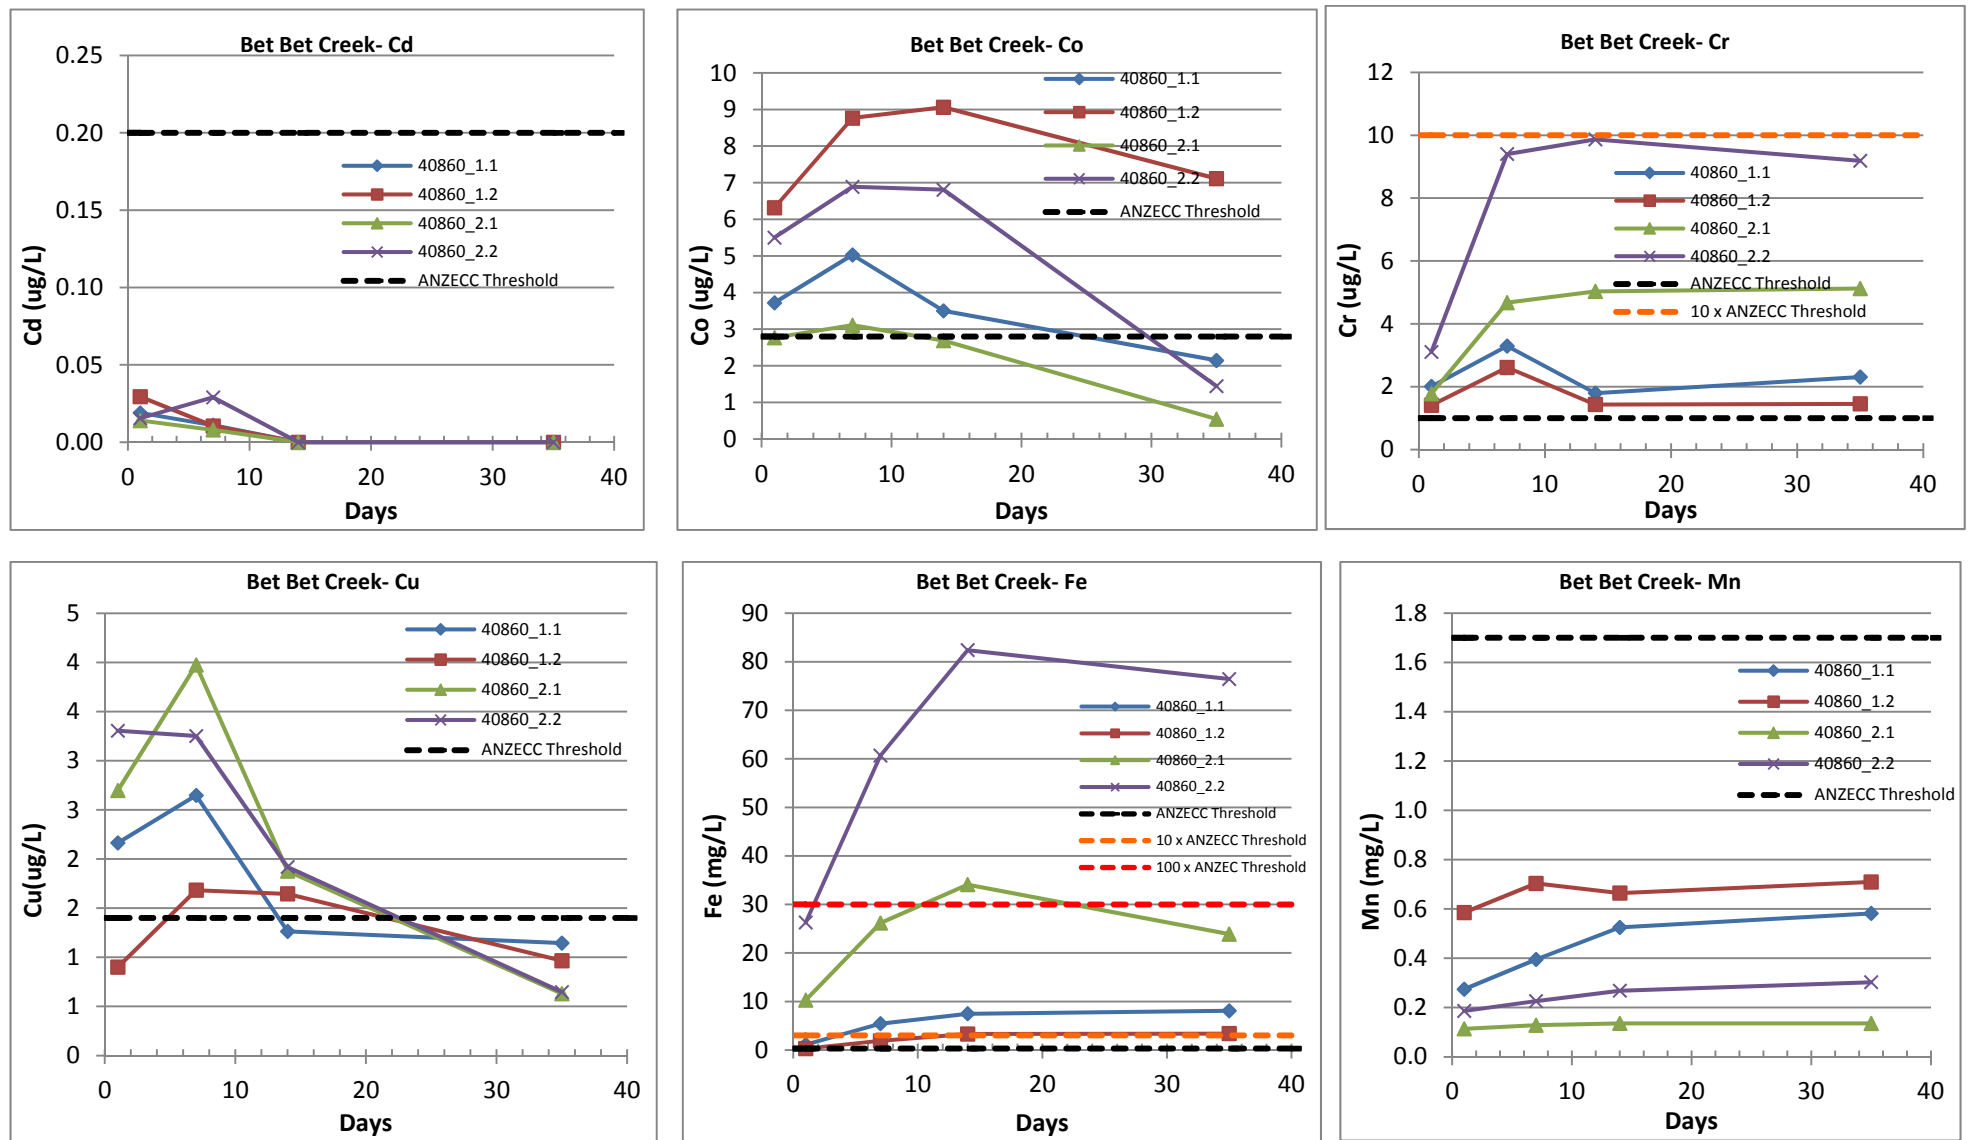 Bet Bet Creek- Cd
0.25
0.20
0.15
0.10
0.05
0.00
Cd (ug/L)
40860_1.1
40860_1.2
40860_2.1
40860_2.2
ANZECC Threshold
0 10 20 30 40
Days
Bet Bet Creek- Co
10
9
8
7
6
5
4
3
2
1
0
Co (ug/L)
40860_1.1
40860_1.2
40860_2.1
40860_2.2
ANZECC Threshold
0 10 20 30 40
Days
Bet Bet Creek- Cr
12
10
8
6
4
2
0
Cr (ug/L)
40860_1.1
40860_1.2
40860_2.1
40860_2.2
ANZECC Threshold
10 x ANZECC Threshold
0 10 20 30 40
Days
Bet Bet Creek- Cu
5
4
4
3
3
2
2
1
1
0
Cu(ug/L)
40860_1.1
40860_1.2
40860_2.1
40860_2.2
ANZECC Threshold
0 10 20 30 40
Days
Bet Bet Creek- Fe
90
80
70
60
50
40
30
20
10
0
Fe (mg/L)
40860_1.1
40860_1.2
40860_2.1
40860_2.2
ANZECC Threshold
10 x ANZECC Threshold
100 x ANZEC Threshold
0 10 20 30 40
Days
Bet Bet Creek- Mn
1.8
1.6
1.4
1.2
1.0
0.8
0.6
0.4
0.2
0.0
Mn (mg/L)
40860_1.1
40860_1.2
40860_2.1
40860_2.2
ANZECC Threshold
0 10 20 30 40
Days